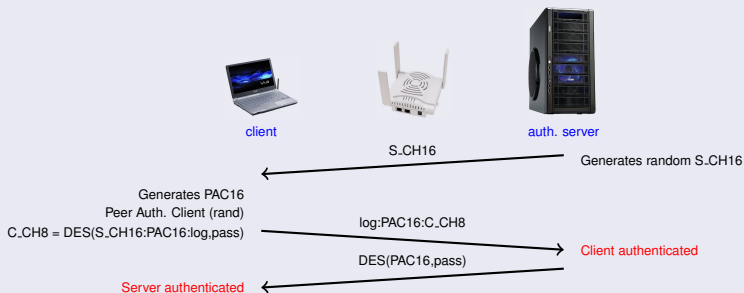 client
auth. server
S_CH16
Generates random S_CH16
Generates PAC16
Peer Auth. Client (rand)
C_CH8 = DES(S_CH16:PAC16:log,pass)
log:PAC16:C_CH8
Client authenticated
DES(PAC16,pass)
Server authenticated